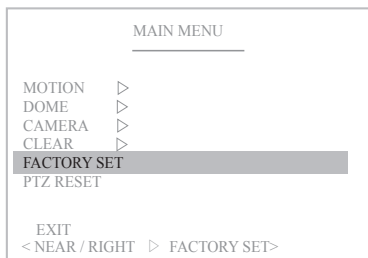 MAIN MENU
MOTION ▷
DOME ▷
CAMERA ▷
CLEAR ▷
FACTORY SET
PTZ RESET
EXIT
< NEAR / RIGHT ▷ FACTORY SET>